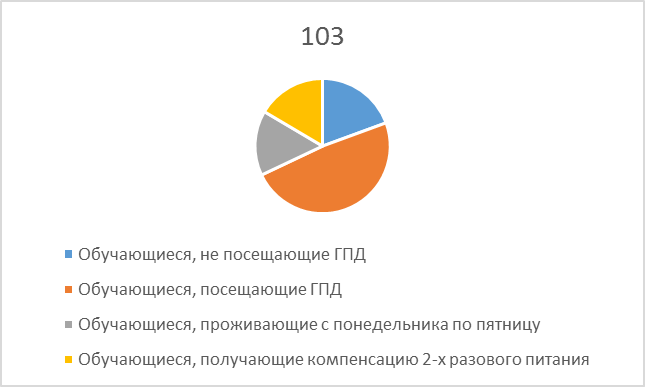 103
Обучающиеся, не посещающие ГПД
Обучающиеся, посещающие ГПД
Обучающиеся, проживающие с понедельника по пятницу
Обучающиеся, получающие компенсацию 2-х разового питания